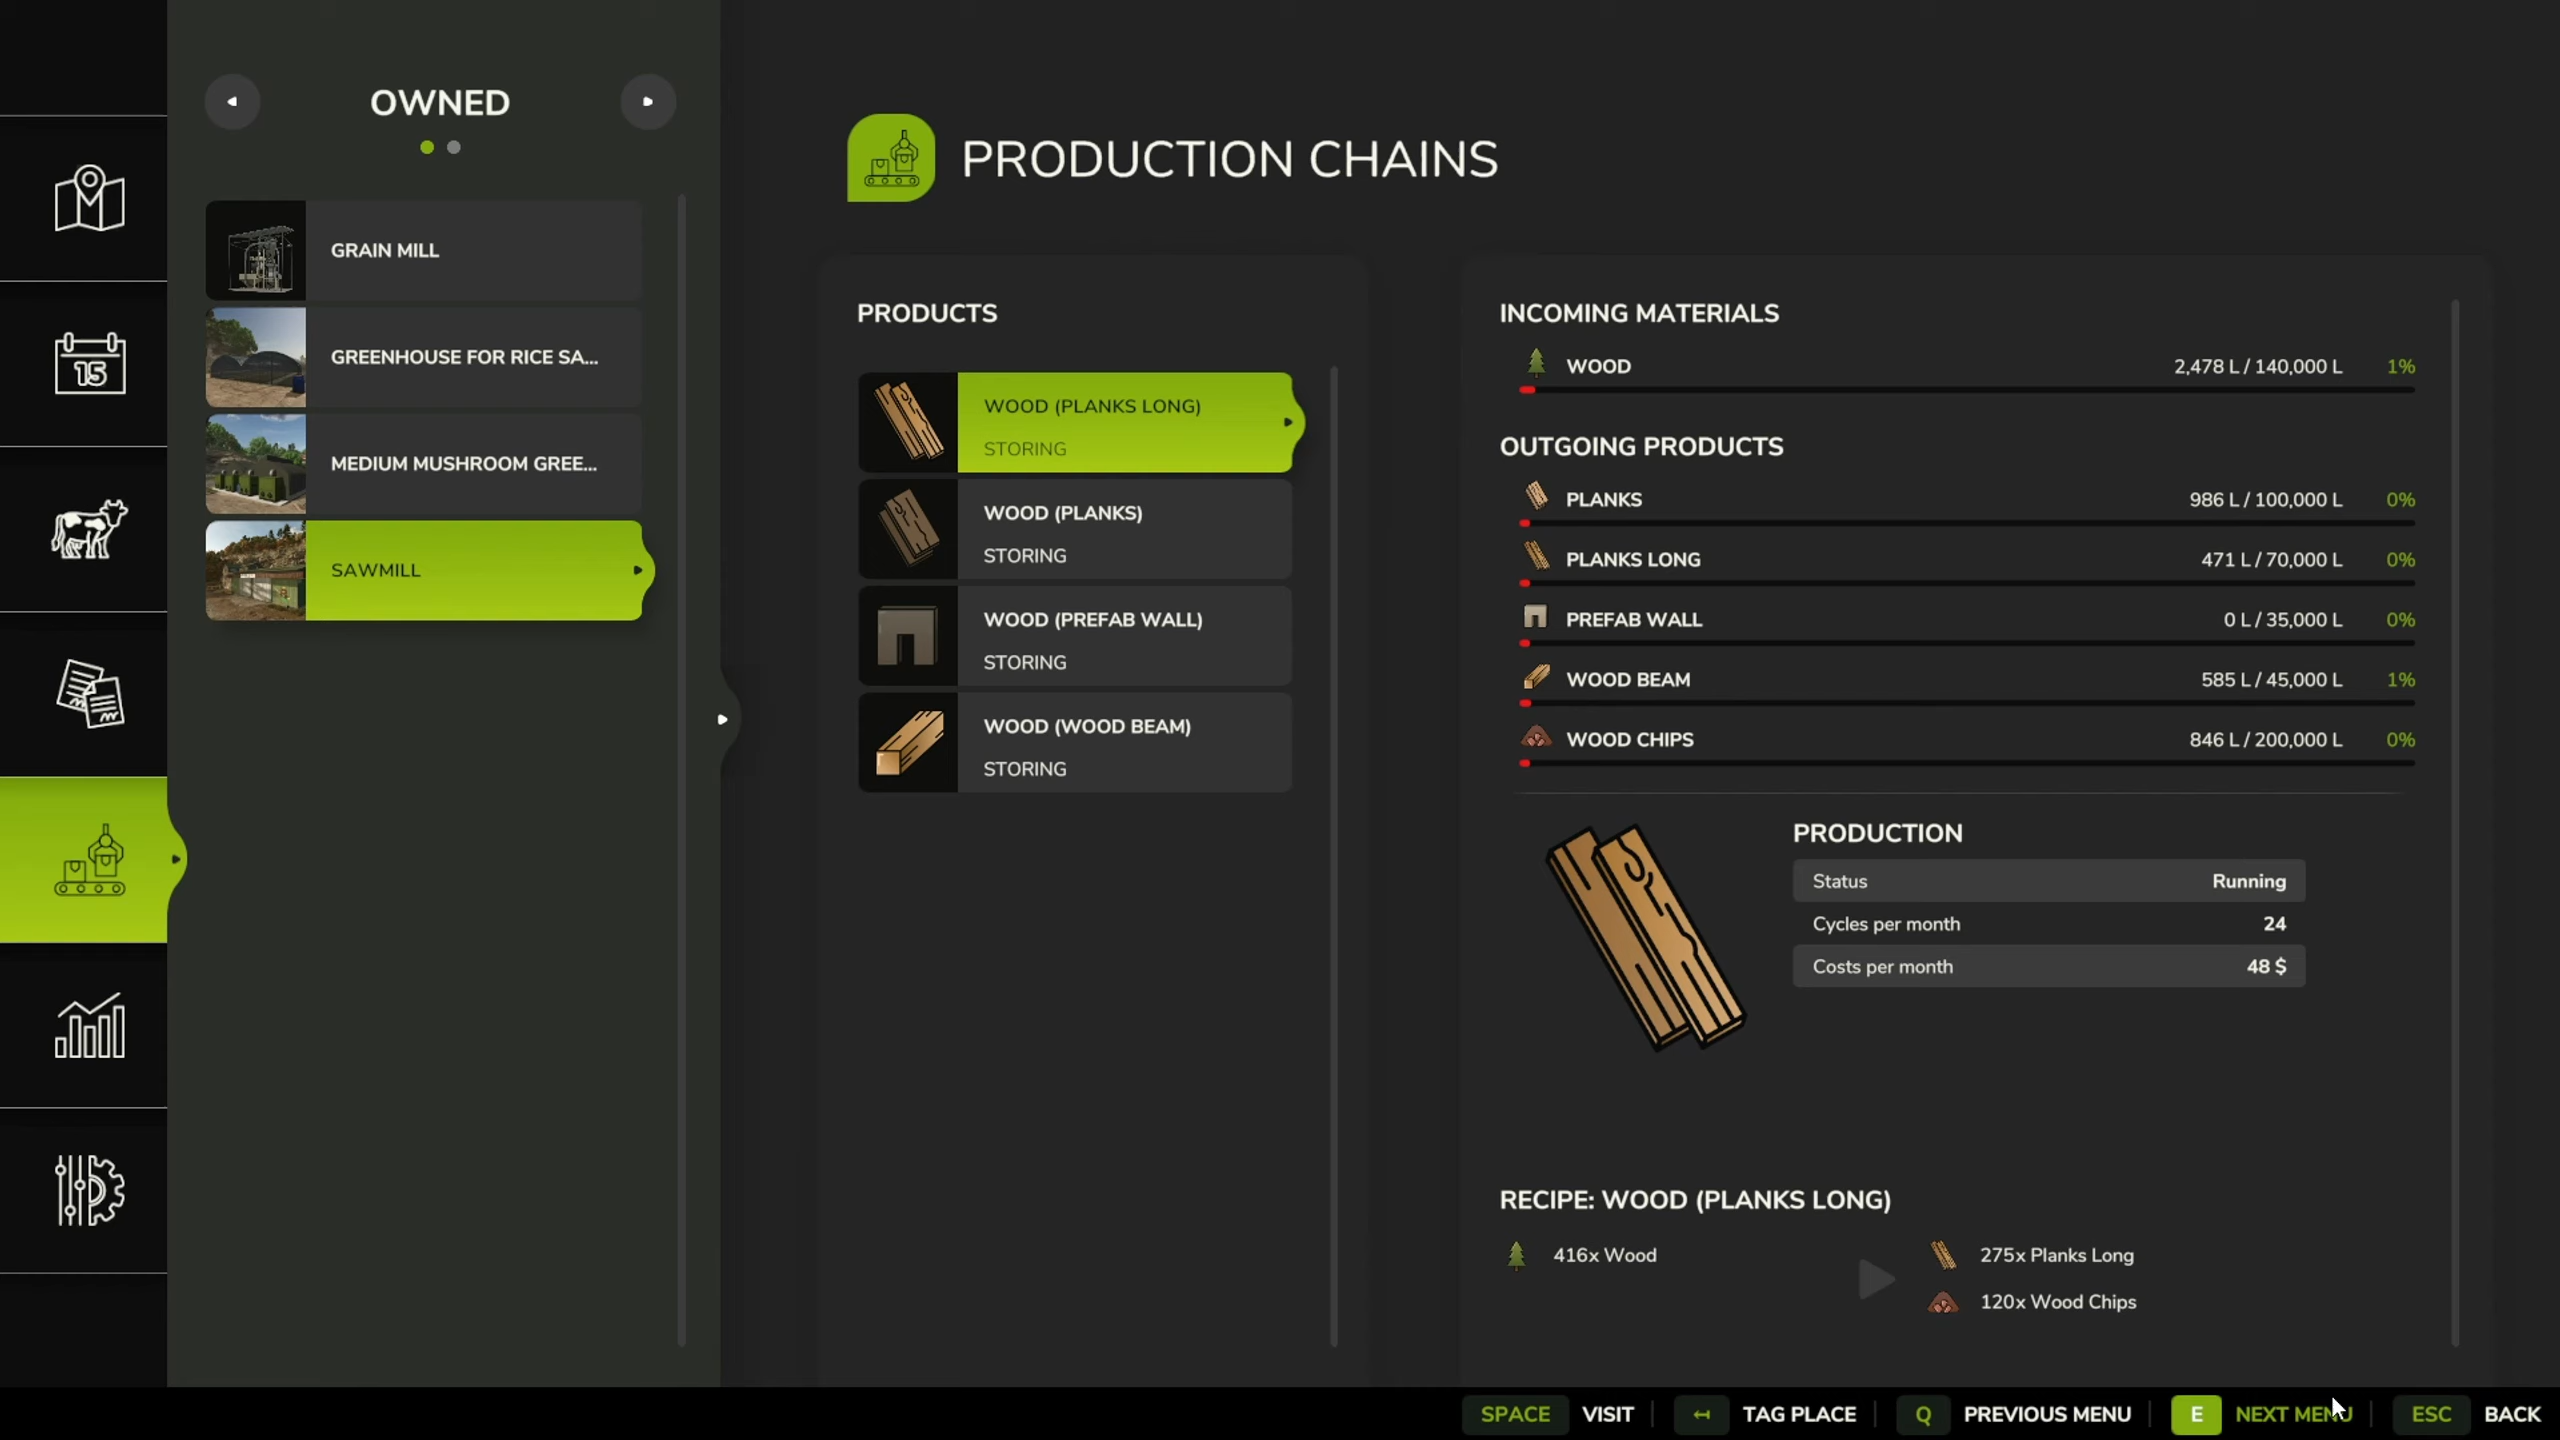 OWNED
15
GRAIN MILL
GREENHOUSE FOR RICE SA...
MEDIUM MUSHROOM GREE...
SAWMILL
PRODUCTION CHAINS
PRODUCTS
WOOD (PLANKS LONG)
STORING
WOOD (PLANKS)
STORING
WOOD (PREFAB WALL)
STORING
WOOD (WOOD BEAM)
STORING
INCOMING MATERIALS
WOOD 2,478 L / 140,000 L 1%
OUTGOING PRODUCTS
PLANKS 986 L / 100,000 L 0%
PLANKS LONG 471 L / 70,000 L 0%
PREFAB WALL 0 L / 35,000 L 0%
WOOD BEAM 585 L / 45,000 L 1%
WOOD CHIPS 846 L / 200,000 L 0%
PRODUCTION
Status Running
Cycles per month 24
Costs per month 48 $
RECIPE: WOOD (PLANKS LONG)
416x Wood
275x Planks Long
120x Wood Chips
SPACE VISIT TAG PLACE Q PREVIOUS MENU E NEXT MENU ESC BACK